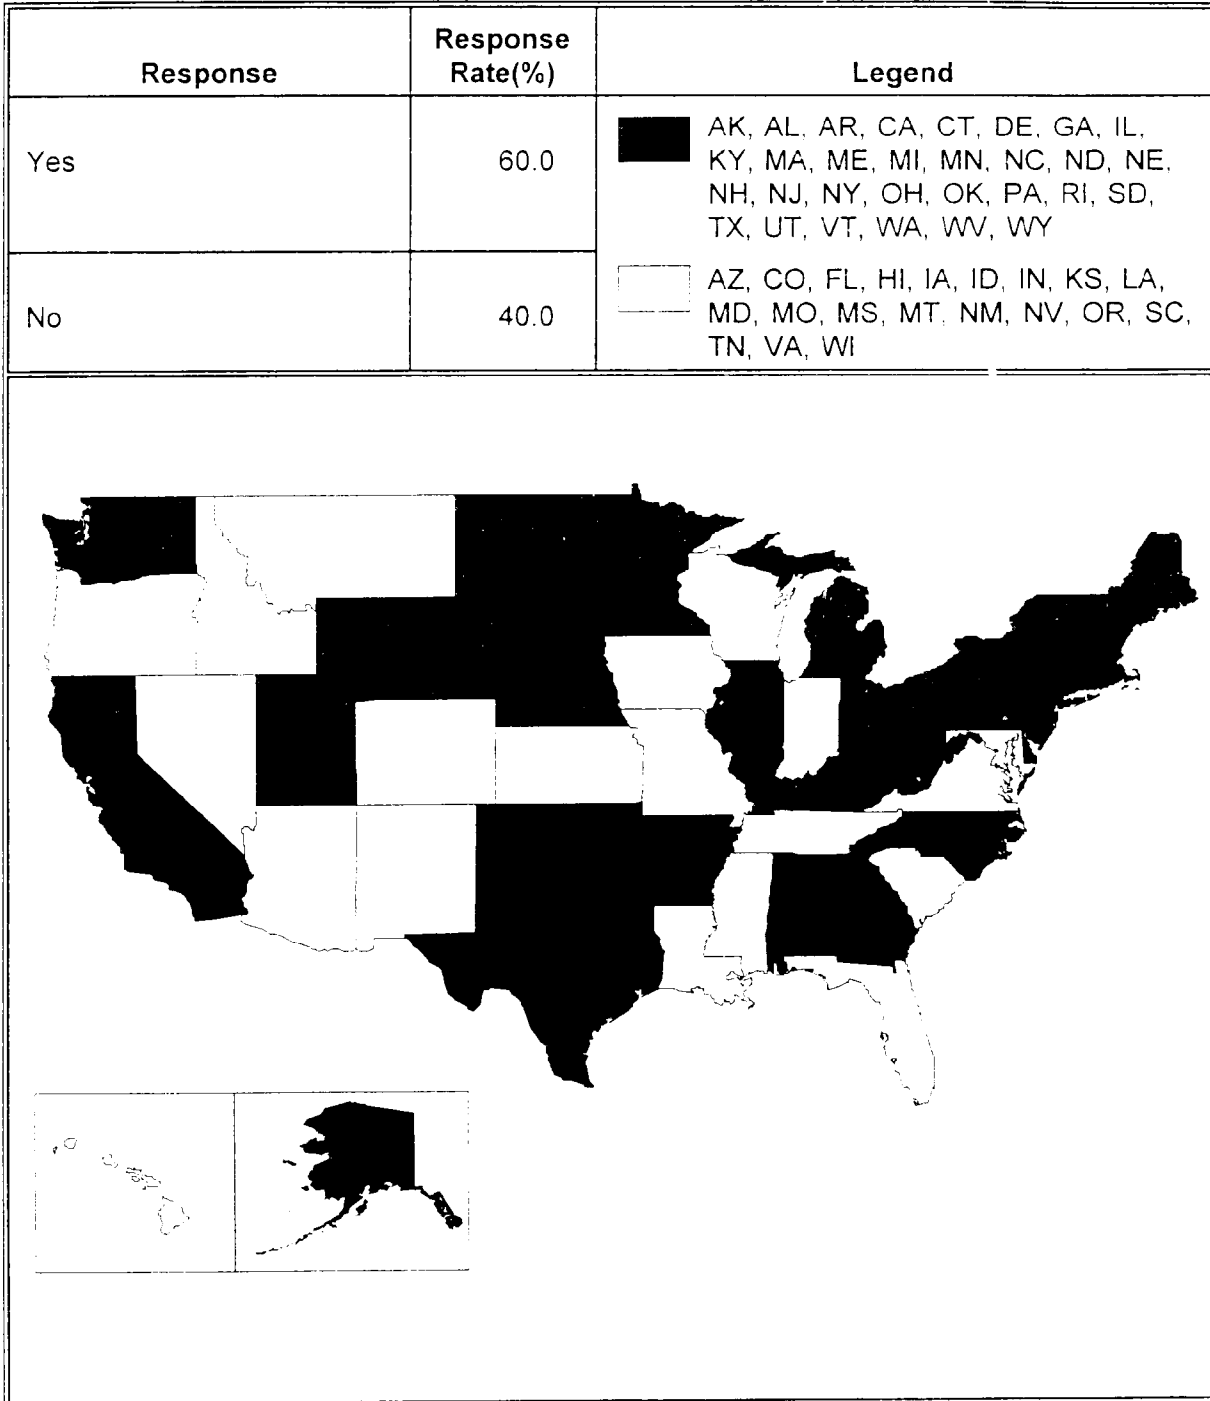 Response
Response Rate(%)
Legend
Yes
60.0
AK, AL, AR, CA, CT, DE, GA, IL,
KY, MA, ME, MI, MN, NC, ND, NE,
NH, NJ, NY, OH, OK, PA, RI, SD,
TX, UT, VT, WA, WV, WY
No
40.0
AZ, CO, FL, HI, IA, ID, IN, KS, LA,
MD, MO, MS, MT, NM, NV, OR, SC,
TN, VA, WI